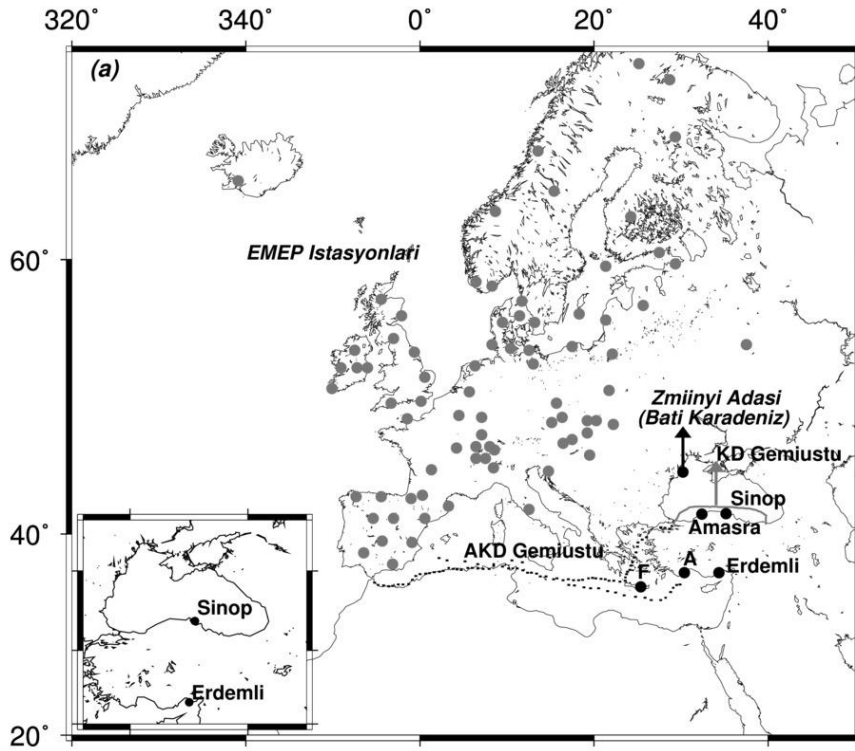 320˚ 340˚ 0˚ 20˚ 40˚
(a)
EMEP Istasyonlari
60˚
Zmiinyi Adasi
(Bati Karadeniz)
KD Gemiustu
Sinop
40˚
Amasra
AKD Gemiustu
F
A
Erdemli
Sinop
Erdemli
20˚